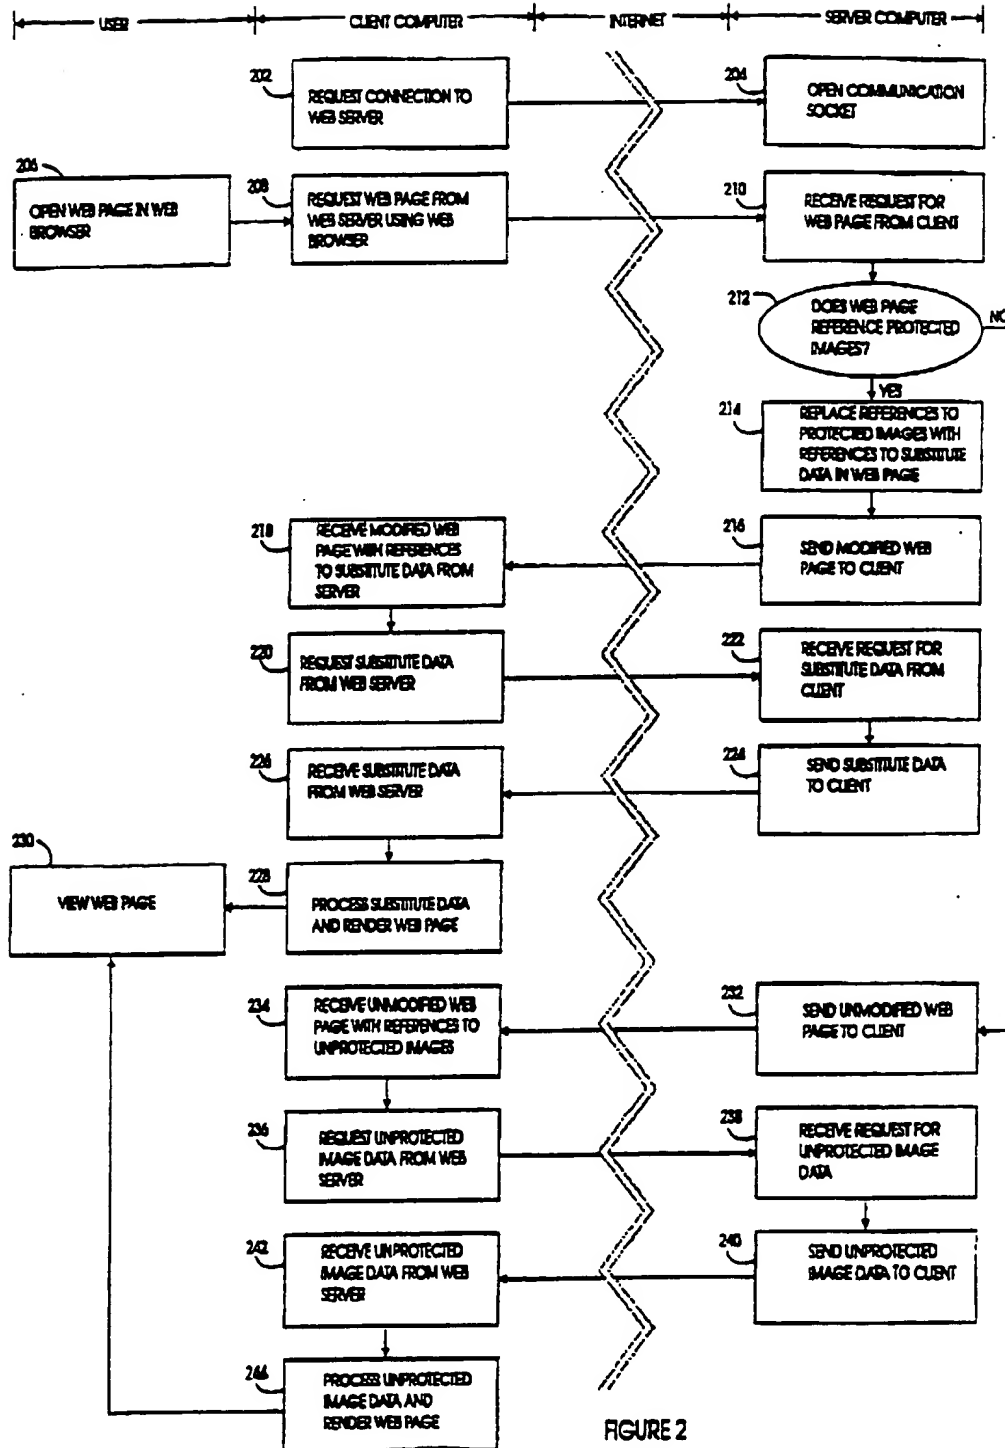 USER CLIENT COMPUTER INTERNET SERVER COMPUTER
202
REQUEST CONNECTION TO
WEB SERVER
204
OPEN COMMUNICATION
SOCKET
206
OPEN WEB PAGE IN WEB
BROWSER
208
REQUEST WEB PAGE FROM
WEB SERVER USING WEB
BROWSER
210
RECEIVE REQUEST FOR
WEB PAGE FROM CLIENT
212
DOES WEB PAGE
REFERENCE PROTECTED
IMAGES?
NO
YES
214
REPLACE REFERENCES TO
PROTECTED IMAGES WITH
REFERENCES TO SUBSTITUTE
DATA IN WEB PAGE
216
SEND MODIFIED WEB
PAGE TO CLIENT
218
RECEIVE MODIFIED WEB
PAGE WITH REFERENCES
TO SUBSTITUTE DATA FROM
SERVER
220
REQUEST SUBSTITUTE DATA
FROM WEB SERVER
222
RECEIVE REQUEST FOR
SUBSTITUTE DATA FROM
CLIENT
224
SEND SUBSTITUTE DATA
TO CLIENT
226
RECEIVE SUBSTITUTE DATA
FROM WEB SERVER
228
PROCESS SUBSTITUTE DATA
AND RENDER WEB PAGE
230
VIEW WEB PAGE
232
SEND UNMODIFIED WEB
PAGE TO CLIENT
234
RECEIVE UNMODIFIED WEB
PAGE WITH REFERENCES TO
UNPROTECTED IMAGES
236
REQUEST UNPROTECTED
IMAGE DATA FROM WEB
SERVER
238
RECEIVE REQUEST FOR
UNPROTECTED IMAGE
DATA
240
SEND UNPROTECTED
IMAGE DATA TO CLIENT
242
RECEIVE UNPROTECTED
IMAGE DATA FROM WEB
SERVER
244
PROCESS UNPROTECTED
IMAGE DATA AND
RENDER WEB PAGE
FIGURE 2